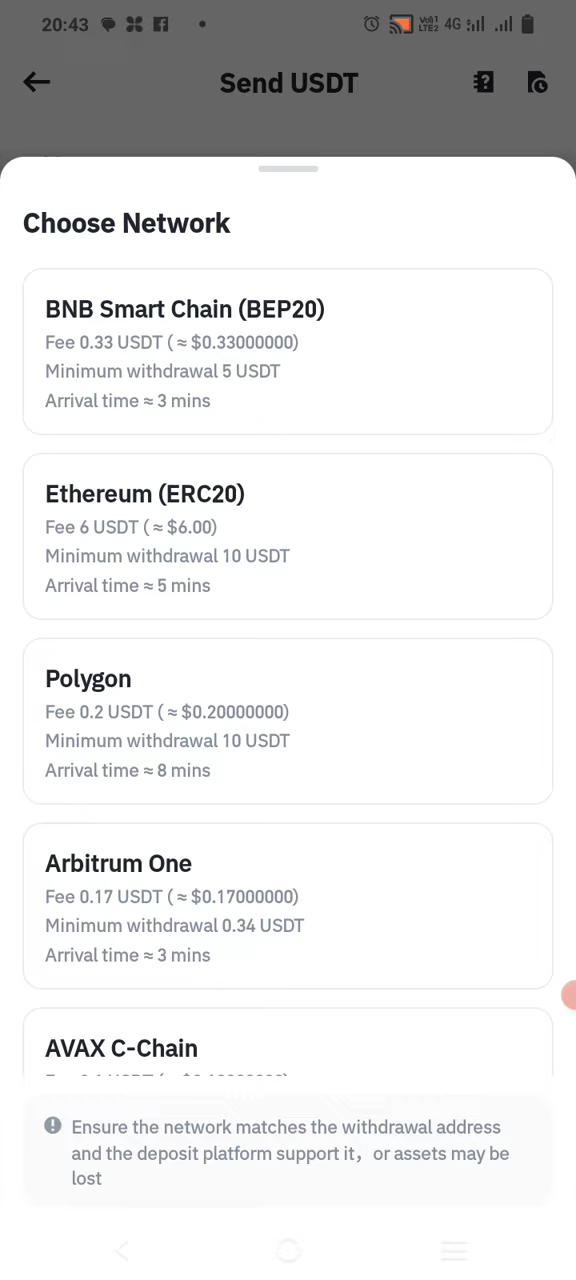 20:43
VoI) 1
LTE2
4G
Send USDT
Choose Network
BNB Smart Chain (BEP20)
Fee 0.33 USDT ( ≈ $0.33000000)
Minimum withdrawal 5 USDT
Arrival time ≈ 3 mins
Ethereum (ERC20)
Fee 6 USDT ( ≈ $6.00)
Minimum withdrawal 10 USDT
Arrival time ≈ 5 mins
Polygon
Fee 0.2 USDT ( ≈ $0.20000000)
Minimum withdrawal 10 USDT
Arrival time ≈ 8 mins
Arbitrum One
Fee 0.17 USDT ( ≈ $0.17000000)
Minimum withdrawal 0.34 USDT
Arrival time ≈ 3 mins
AVAX C-Chain
Ensure the network matches the withdrawal address
and the deposit platform support it，or assets may be
lost